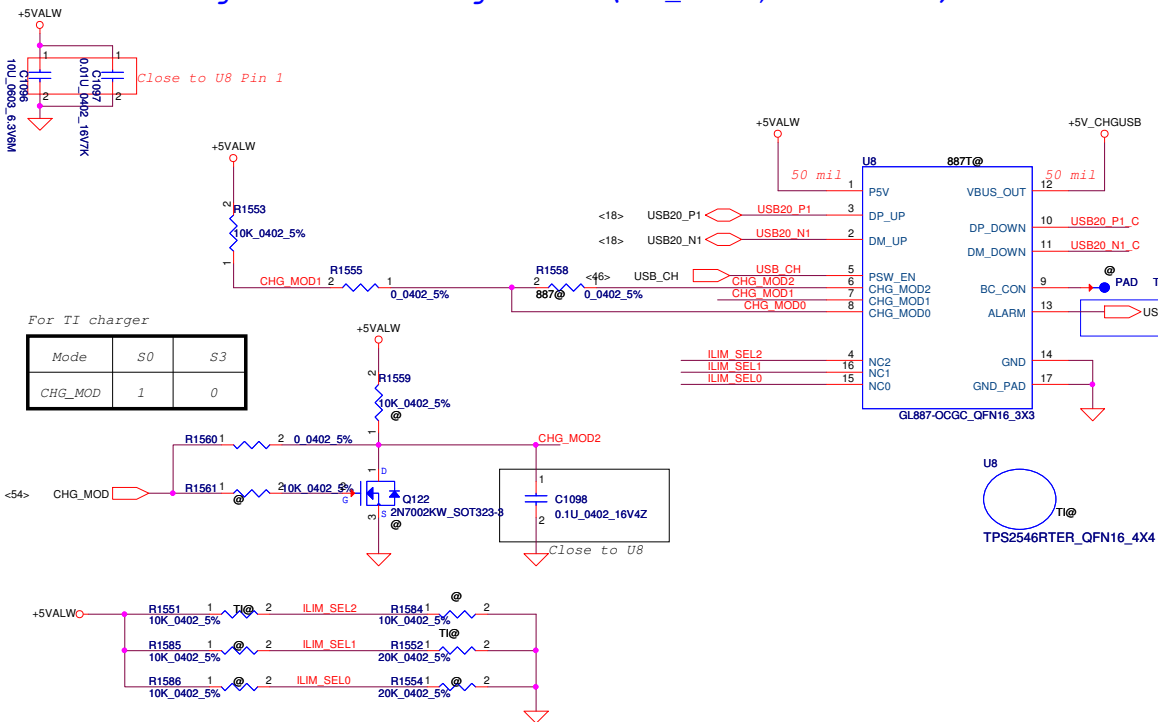 +5VALW
1
1
C1096
10U_0603_6.3V6M
C1097
0.01U_0402_16V7K
2
2
Close to U8 Pin 1
+5VALW
2
R1553
10K_0402_5%
1
CHG_MOD1
2
R1555
1
0_0402_5%
2
R1558
887@
0_0402_5%
+5VALW
+5V_CHGUSB
U8
887T@
50 mil
50 mil
1
P5V
VBUS_OUT
12
<18>
USB20_P1
USB20_P1
3
DP_UP
DP_DOWN
10
USB20_P1_C
<18>
USB20_N1
USB20_N1
2
DM_UP
DM_DOWN
11
USB20_N1_C
<46>
USB_CH
USB_CH
5
PSW_EN
CHG_MOD2
6
CHG_MOD2
BC_CON
9
@
PAD
T
CHG_MOD1
7
CHG_MOD1
CHG_MOD0
8
CHG_MOD0
ALARM
13
US
ILIM_SEL2
4
NC2
GND
14
ILIM_SEL1
16
NC1
ILIM_SEL0
15
NC0
GND_PAD
17
GL887-OCGC_QFN16_3X3
For TI charger
Mode S0 S3
CHG_MOD 1 0
+5VALW
2
R1559
10K_0402_5%
@
1
R1560
1
2
0_0402_5%
CHG_MOD2
<54>
CHG_MOD
R1561
1
@
2
10K_0402_5%
1
D
G
S
3
Q122
2N7002KW_SOT323-3
@
1
C1098
0.1U_0402_16V4Z
2
Close to U8
U8
TI@
TPS2546RTER_QFN16_4X4
+5VALW
R1551
1
TI@
2
10K_0402_5%
ILIM_SEL2
R1584
1
@
2
10K_0402_5%
R1585
1
@
2
10K_0402_5%
ILIM_SEL1
R1552
1
TI@
2
20K_0402_5%
R1586
1
@
2
10K_0402_5%
ILIM_SEL0
R1554
1
@
2
20K_0402_5%